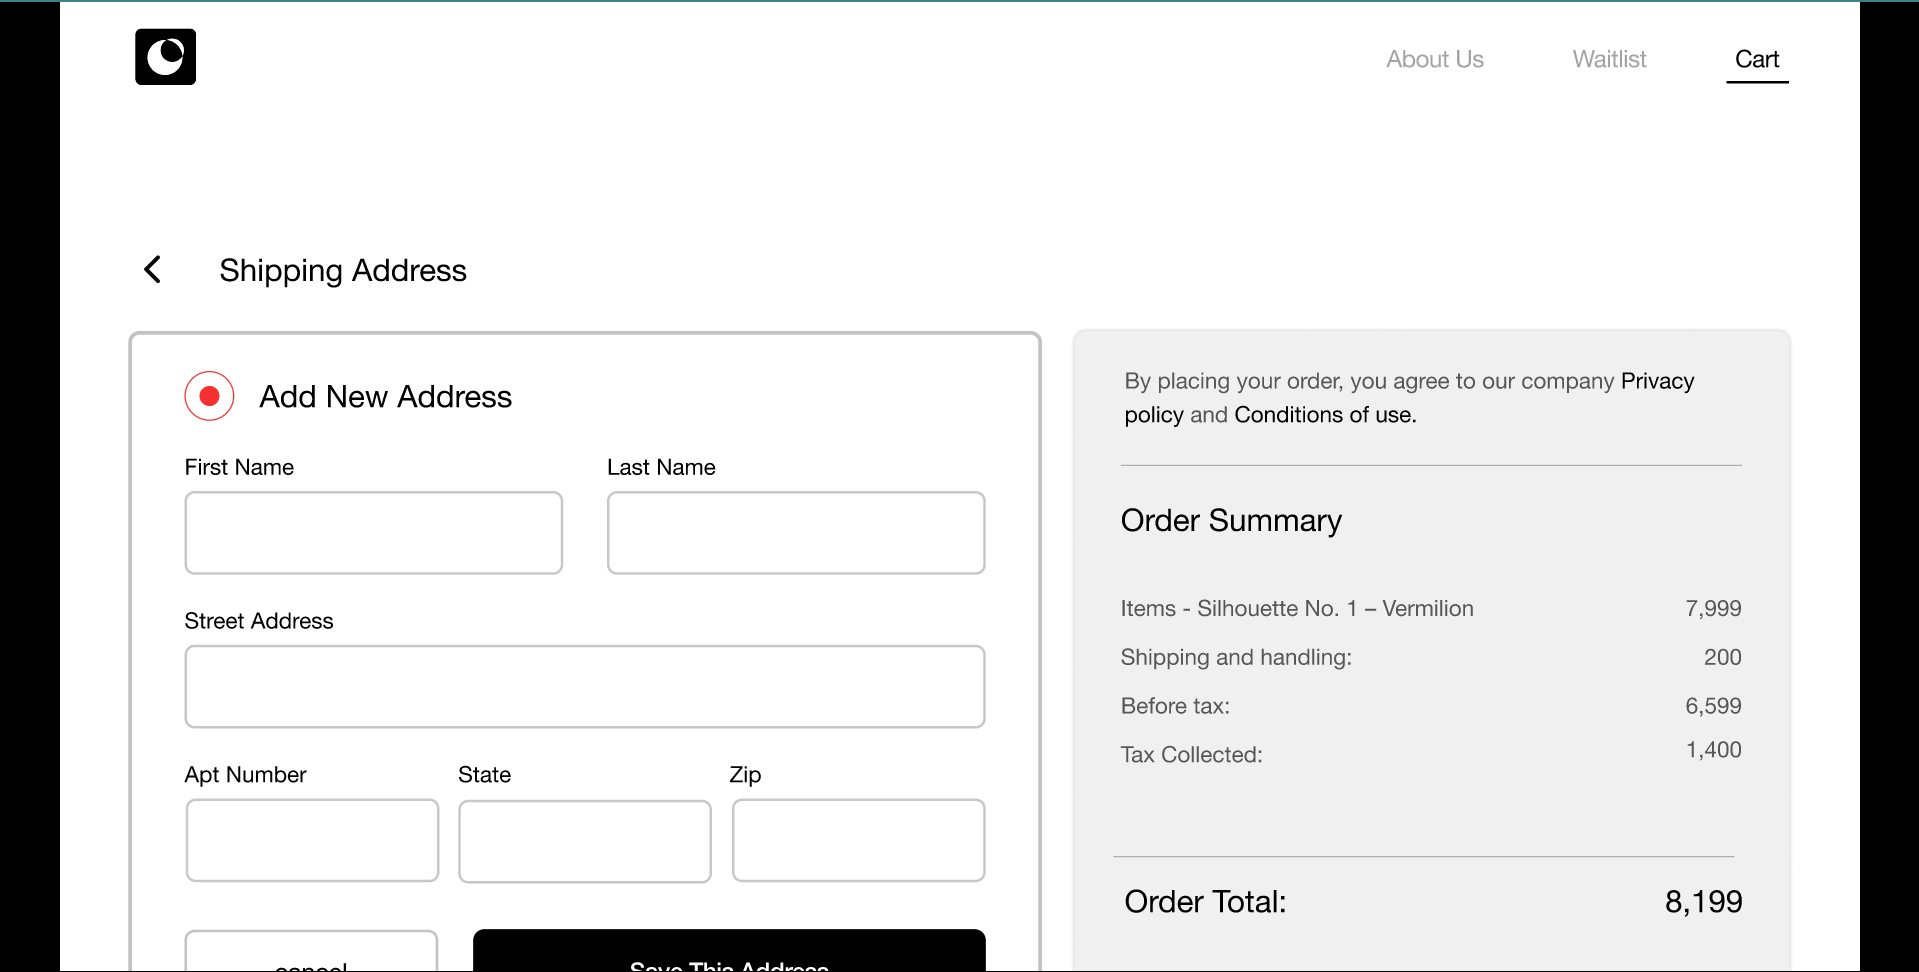 About Us
Waitlist
Cart
Shipping Address
Add New Address
First Name
Last Name
Street Address
Apt Number
State
Zip
cancel
Save This Address
By placing your order, you agree to our company Privacy
policy and Conditions of use.
Order Summary
Items - Silhouette No. 1 – Vermilion 7,999
Shipping and handling: 200
Before tax: 6,599
Tax Collected: 1,400
Order Total: 8,199